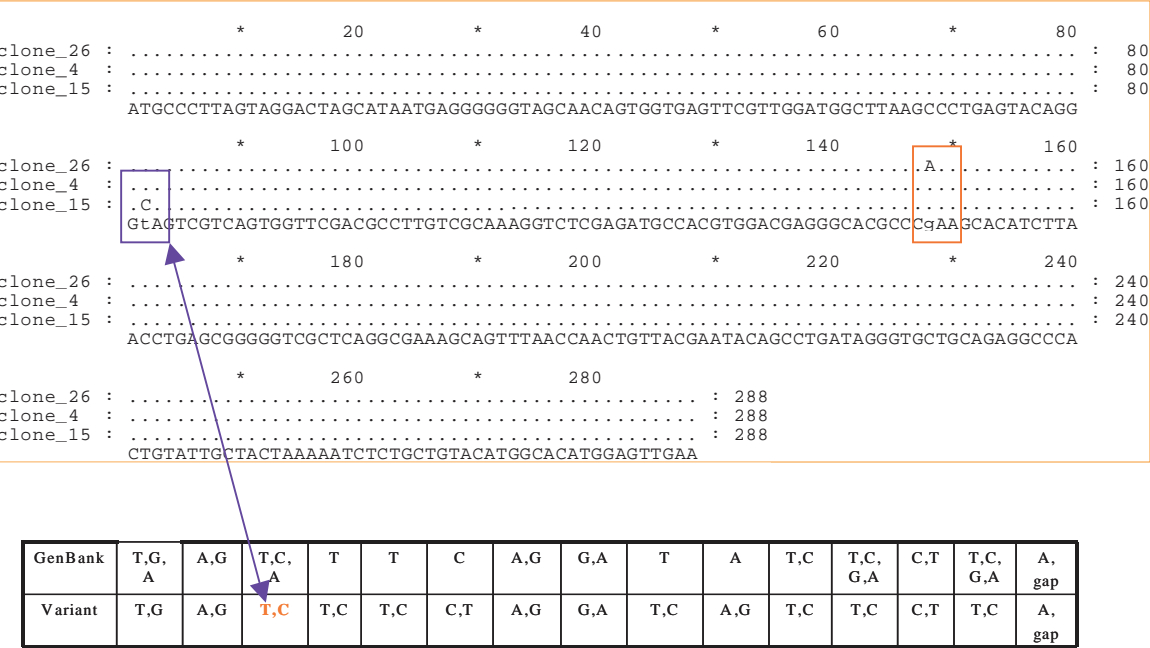 * 20 * 40 * 60 * 80
clone_26 : ................................................................................ : 80
clone_4 : ................................................................................ : 80
clone_15 : ................................................................................ : 80
ATGCCCTTAGTAGGACTAGCATAATGAGGGGGGTAGCAACAGTGGTGAGTTCGTTGGATGGCTTAAGCCCTGAGTACAGG
* 100 * 120 * 140 * 160
clone_26 : ...................................................................A............ : 160
clone_4 : ................................................................................ : 160
clone_15 : .C.............................................................................. : 160
GtAGTCGTCAGTGGTTCGACGCCTTGTCGCAAAGGTCTCGAGATGCCACGTGGACGAGGGCACGCCCgAAGCACATCTTA
* 180 * 200 * 220 * 240
clone_26 : ................................................................................ : 240
clone_4 : ................................................................................ : 240
clone_15 : ................................................................................ : 240
ACCTGAGCGGGGGTCGCTCAGGCGAAAGCAGTTTAACCAACTGTTACGAATACAGCCTGATAGGGTGCTGCAGAGGCCCA
* 260 * 280
clone_26 : ................................................ : 288
clone_4 : ................................................ : 288
clone_15 : ................................................ : 288
CTGTATTGCTACTAAAAATCTCTGCTGTACATGGCACATGGAGTTGAA
GenBank T,G, A A,G T,C, A T T C A,G G,A T A T,C T,C, G,A C,T T,C, G,A A, gap
Variant T,G A,G T,C T,C T,C C,T A,G G,A T,C A,G T,C T,C C,T T,C A, gap